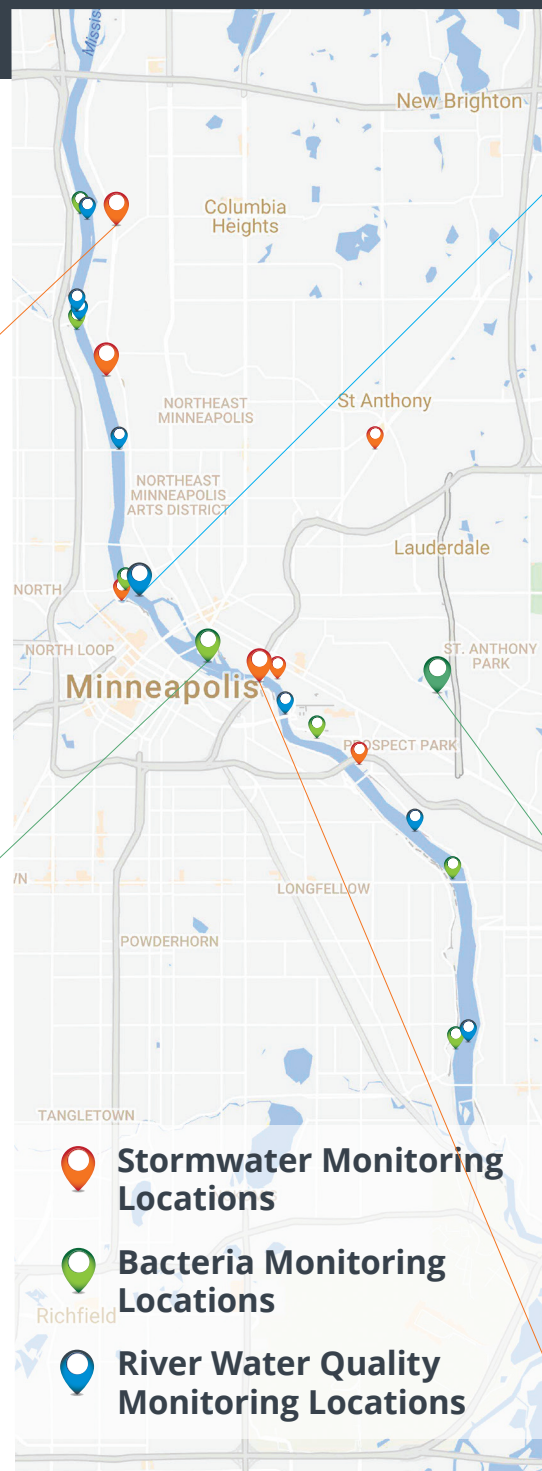 New Brighton
Columbia
Heights
NORTHEAST
MINNEAPOLIS
St Anthony
NORTHEAST
MINNEAPOLIS
ARTS DISTRICT
Lauderdale
NORTH
NORTH LOOP
ST. ANTHONY
PARK
Minneapolis
PROSPECT PARK
LONGFELLOW
POWDERHORN
TANGLETOWN
Stormwater Monitoring
Locations
Bacteria Monitoring
Locations
Richfield
River Water Quality
Monitoring Locations